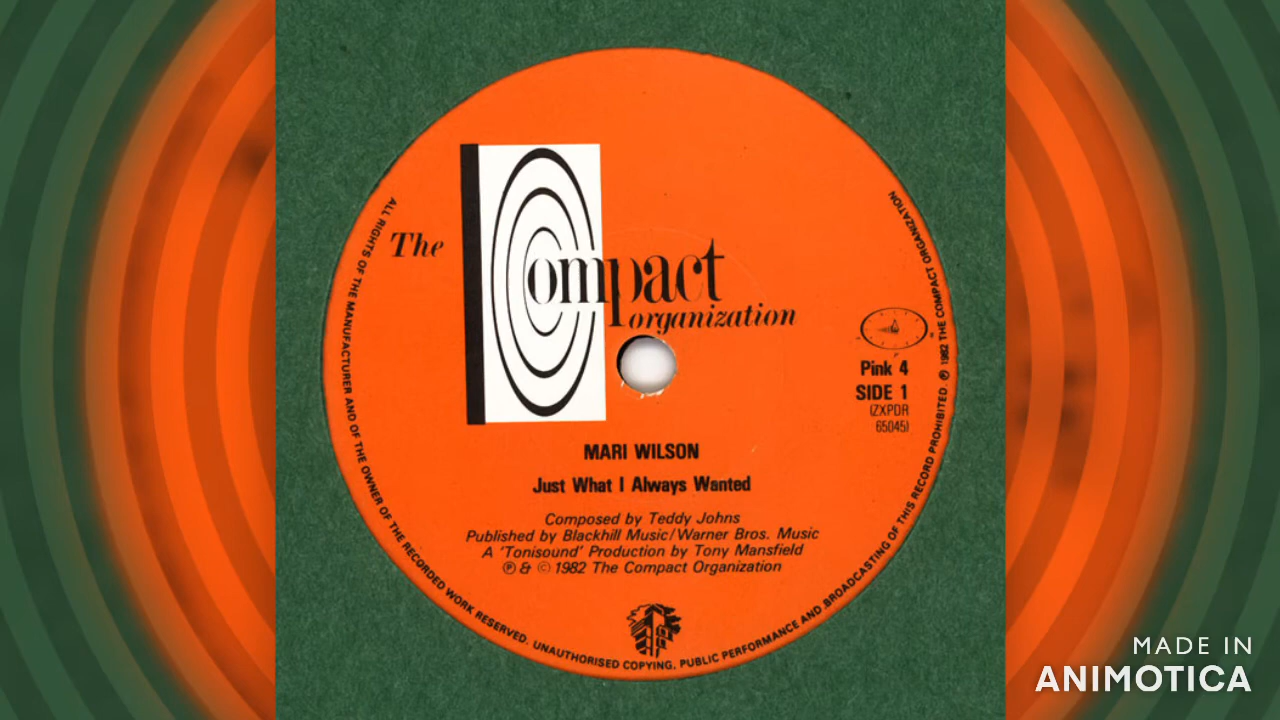 The
Compact
organization
Pink 4
SIDE 1
(ZXPDR
65045)
MARI WILSON
Just What I Always Wanted
Composed by Teddy Johns
Published by Blackhill Music/Warner Bros. Music
A 'Tonisound' Production by Tony Mansfield
Ⓟ & © 1982 The Compact Organization
ALL RIGHTS OF THE MANUFACTURER AND OF THE OWNER OF THE RECORDED WORK RESERVED. UNAUTHORISED COPYING, PUBLIC PERFORMANCE AND BROADCASTING OF THIS RECORD PROHIBITED. Ⓟ 1982 THE COMPACT ORGANIZATION
MADE IN
ANIMOTICA